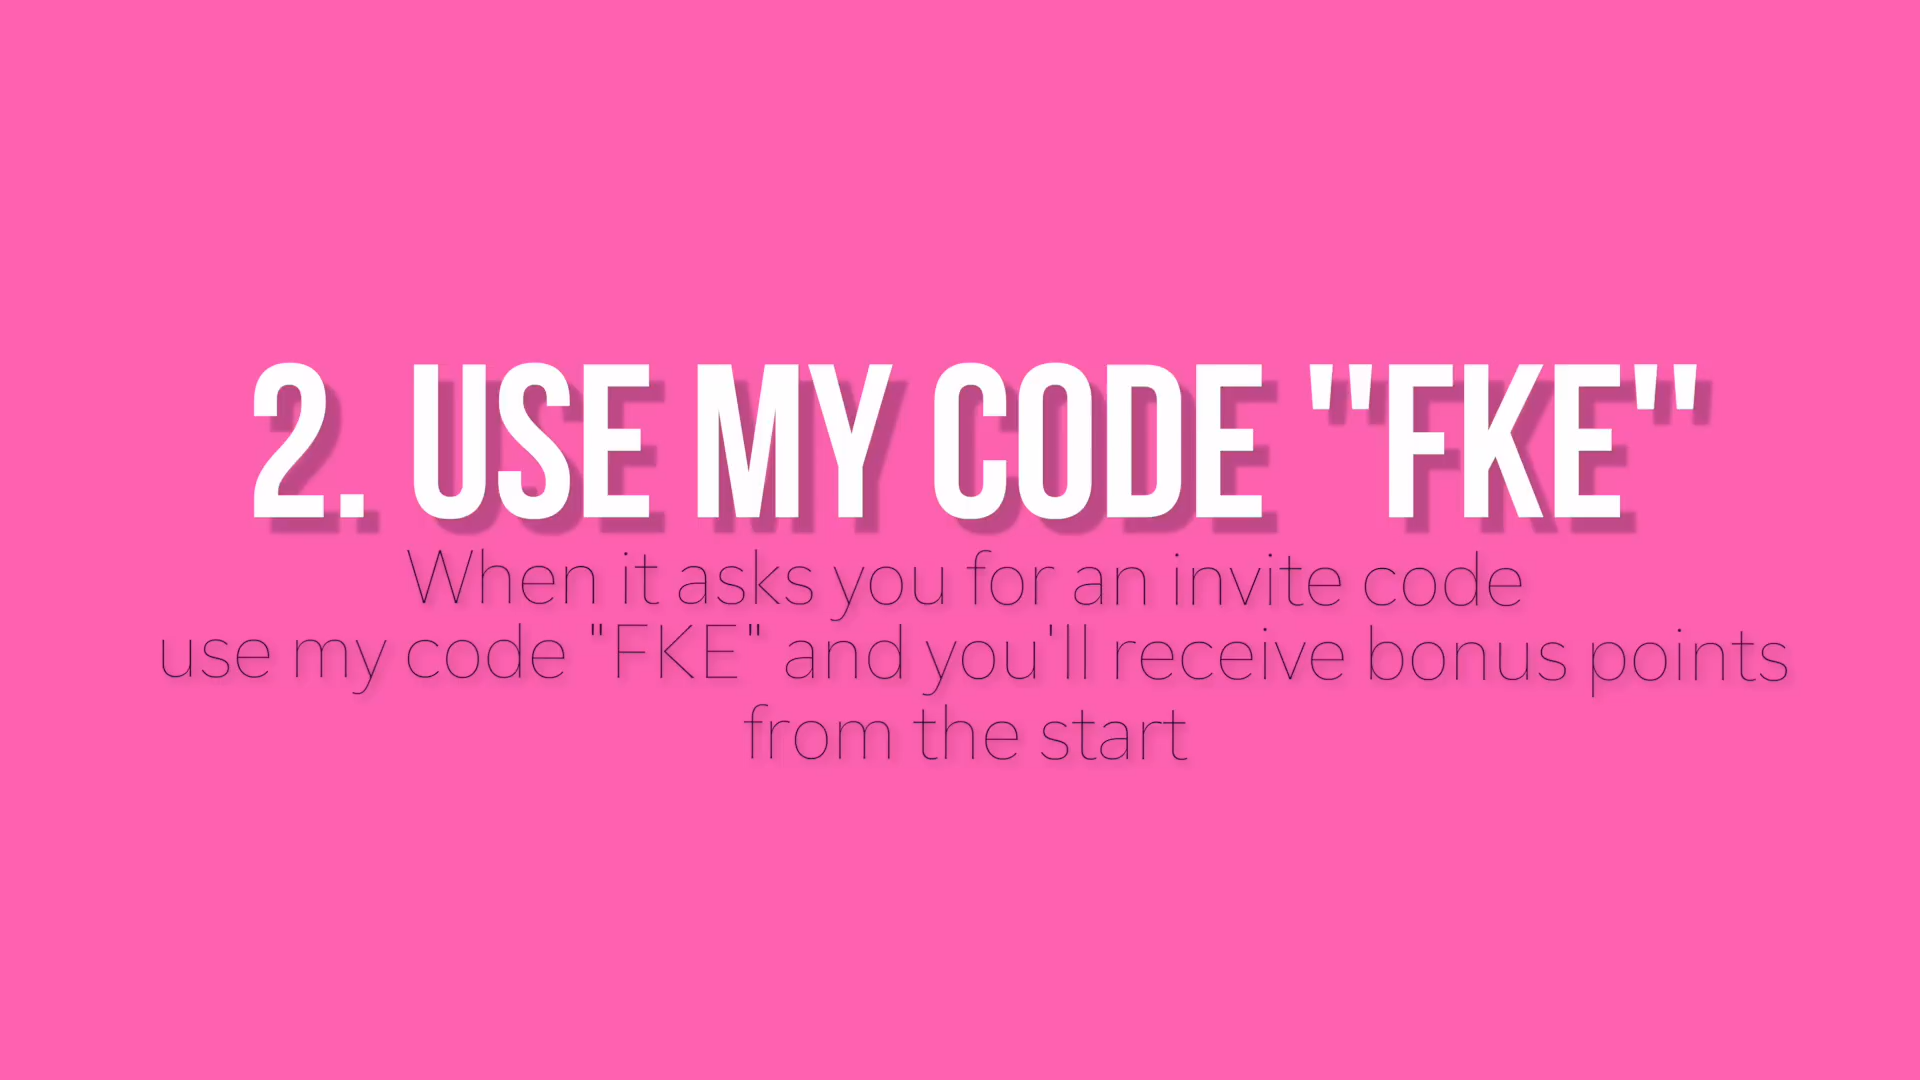 2. USE MY CODE "FKE"
When it asks you for an invite code
use my code "FKE" and you'll receive bonus points
from the start